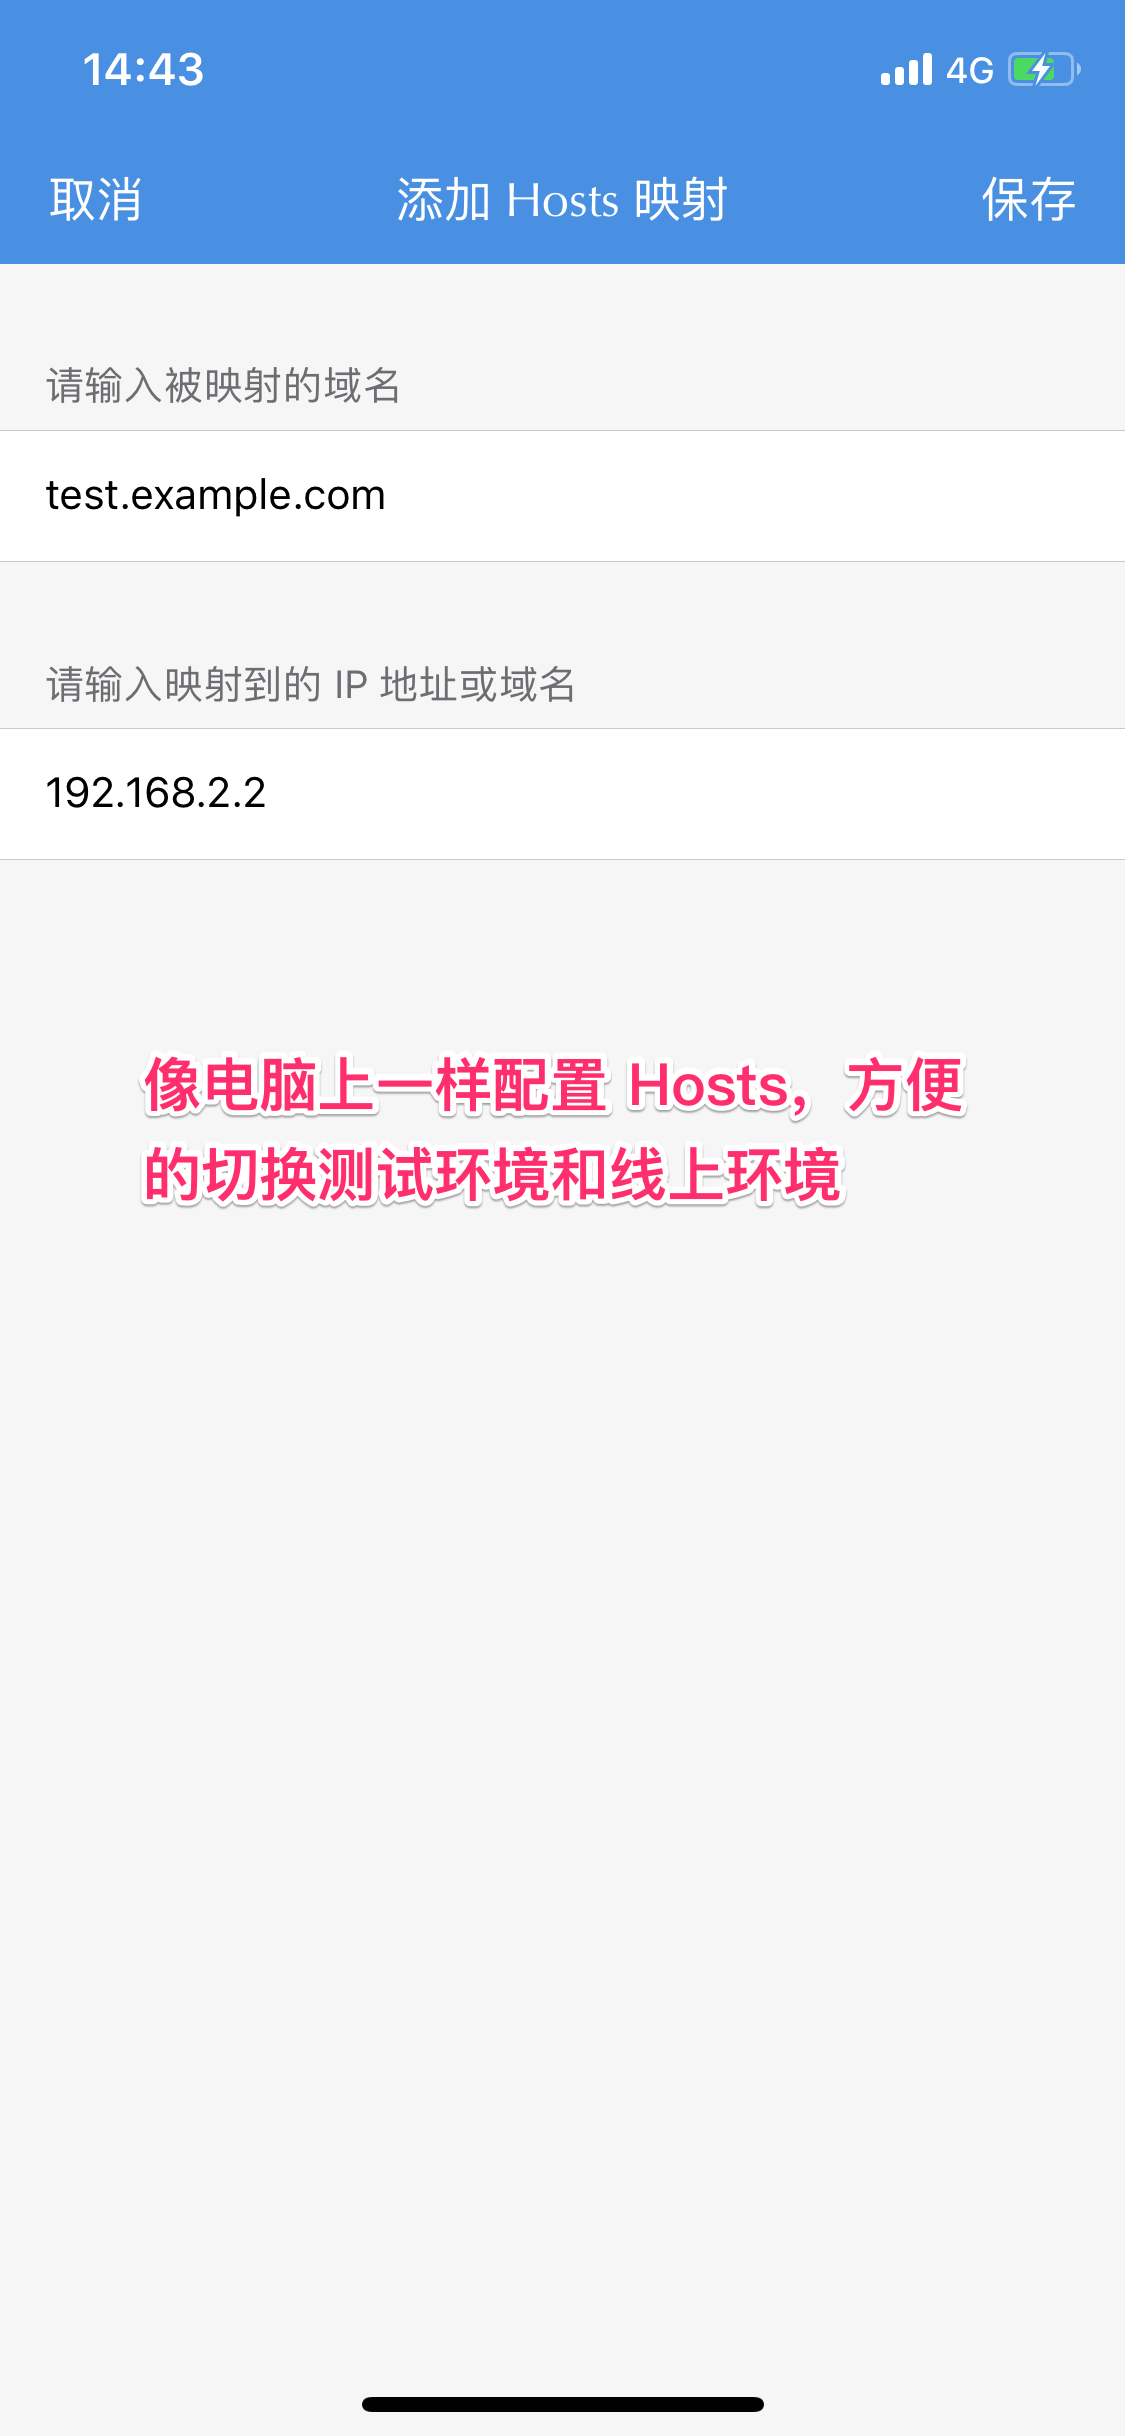 14:43 4G
取消 添加 Hosts 映射 保存
请输入被映射的域名
test.example.com
请输入映射到的 IP 地址或域名
192.168.2.2
像电脑上一样配置 Hosts，方便
的切换测试环境和线上环境